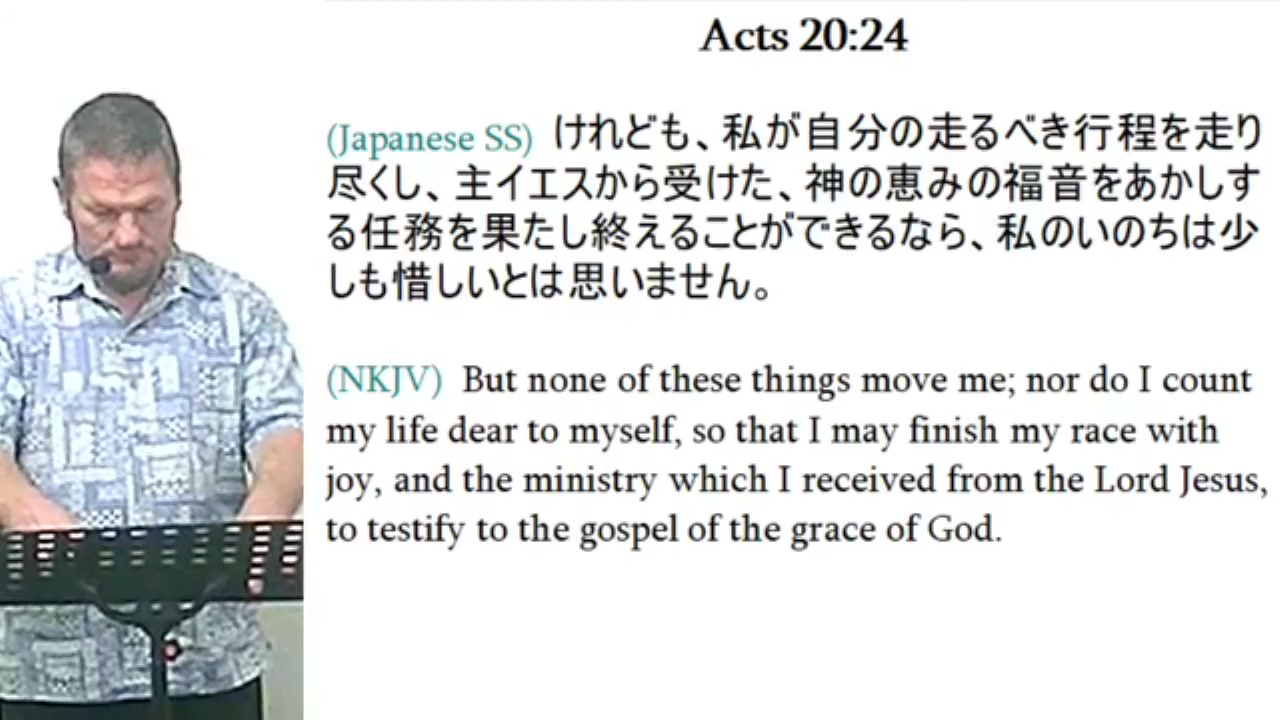 Acts 20:24
(Japanese SS) けれども、私が自分の走るべき行程を走り
尽くし、主イエスから受けた、神の恵みの福音をあかしす
る任務を果たし終えることができるなら、私のいのちは少
しも惜しいとは思いません。
(NKJV) But none of these things move me; nor do I count
my life dear to myself, so that I may finish my race with
joy, and the ministry which I received from the Lord Jesus,
to testify to the gospel of the grace of God.